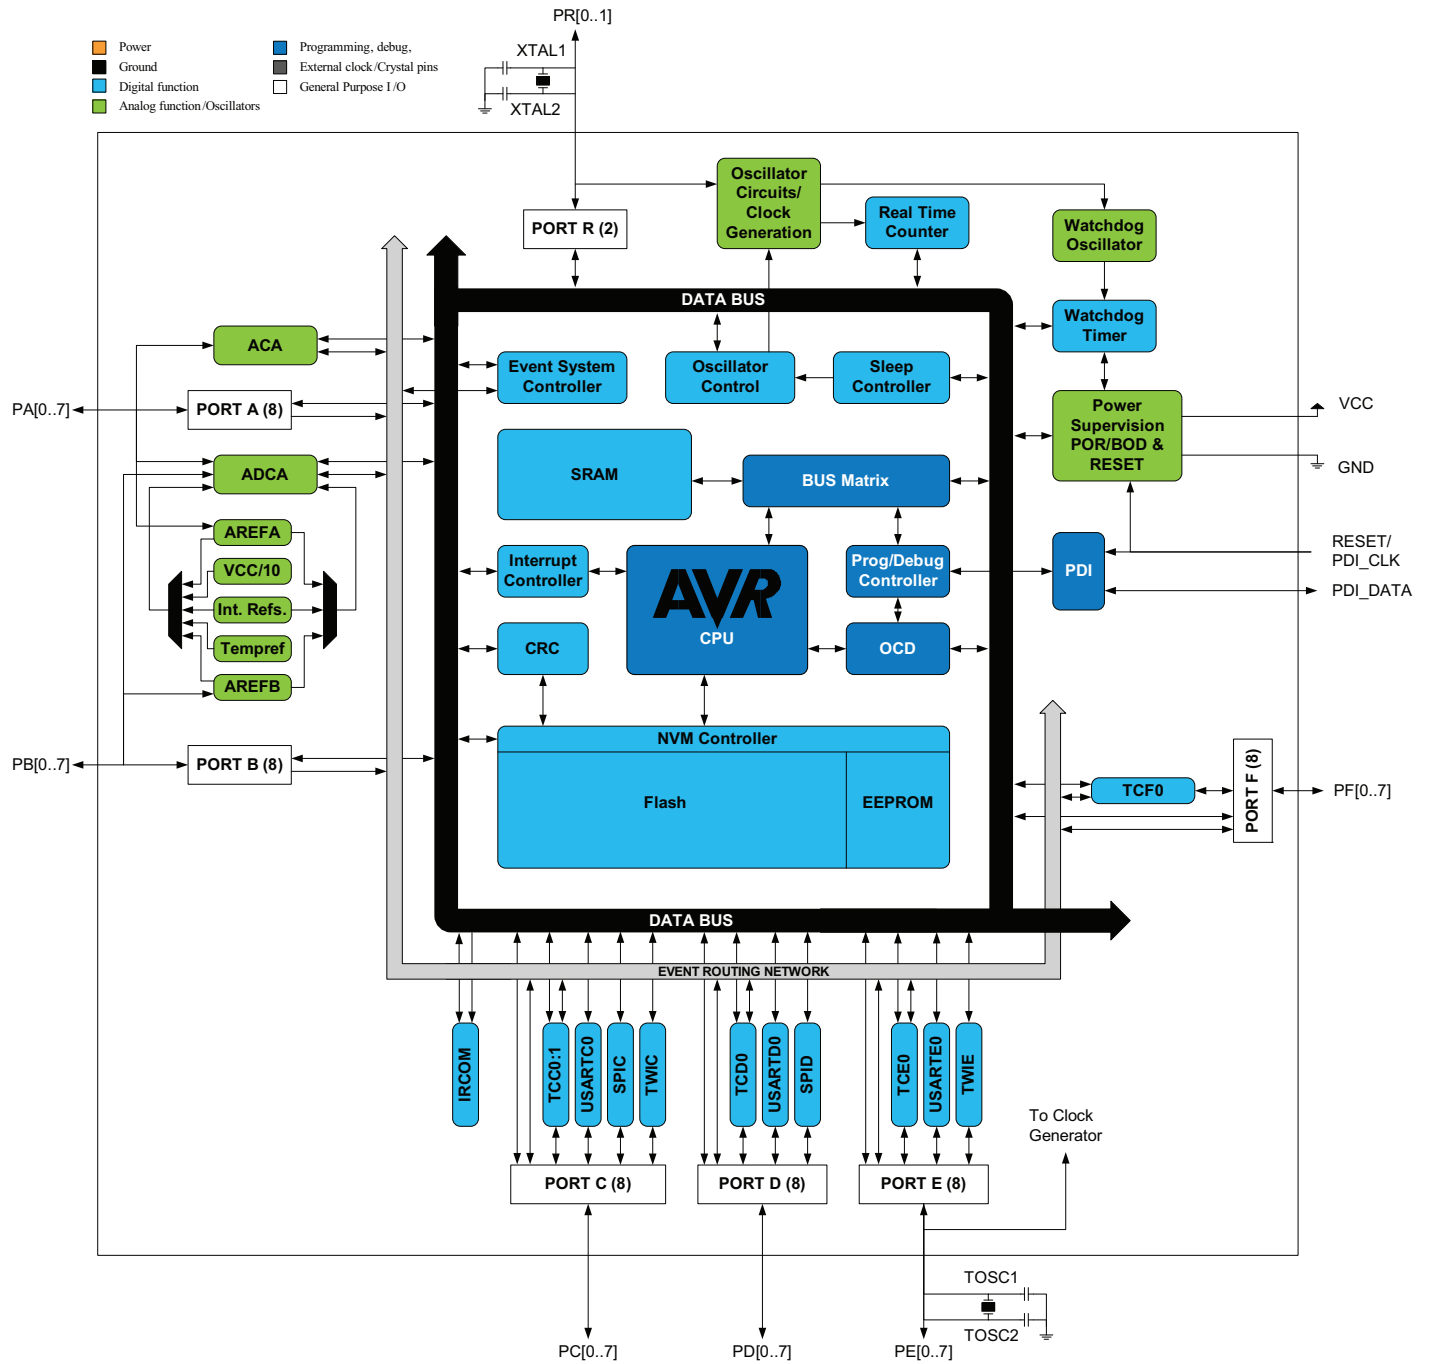 PR[0..1]
Power
Ground
Digital function
Analog function/Oscillators
Programming, debug,
External clock/Crystal pins
General Purpose I/O
XTAL1
XTAL2
Oscillator
Circuits/
Clock
Generation
Real Time
Counter
PORT R (2)
Watchdog
Oscillator
DATA BUS
Watchdog
Timer
ACA
Event System
Controller
Oscillator
Control
Sleep
Controller
PA[0..7]
PORT A (8)
Power
Supervision
POR/BOD &
RESET
VCC
GND
ADCA
SRAM
BUS Matrix
AREFA
VCC/10
Int. Refs.
Tempref
AREFB
Interrupt
Controller
AVR
CPU
Prog/Debug
Controller
PDI
RESET/
PDI_CLK
PDI_DATA
CRC
OCD
PB[0..7]
PORT B (8)
NVM Controller
Flash
EEPROM
TCF0
PORT F (8)
PF[0..7]
DATA BUS
EVENT ROUTING NETWORK
IRCOM
TCC0:1
USARTC0
SPIC
TWIC
TCD0
USARTD0
SPID
TCE0
USARTE0
TWIE
To Clock
Generator
PORT C (8)
PORT D (8)
PORT E (8)
TOSC1
TOSC2
PC[0..7]
PD[0..7]
PE[0..7]